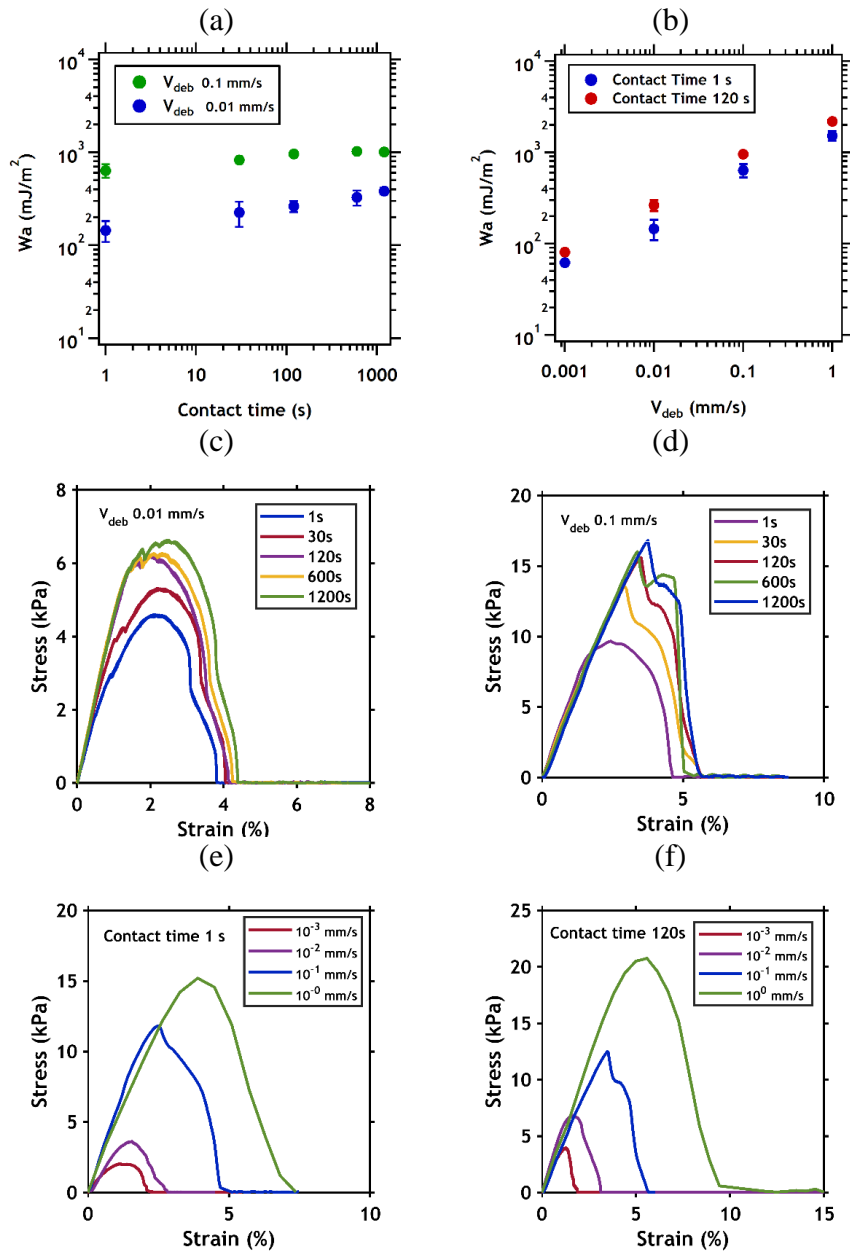 (a)
(b)
V_deb 0.1 mm/s
V_deb 0.01 mm/s
10^4
4
2
10^3
4
2
10^2
4
2
10^1
Wa (mJ/m^2)
1
10
100
1000
Contact time (s)
Contact Time 1 s
Contact Time 120 s
10^4
4
2
10^3
4
2
10^2
4
2
10^1
Wa (mJ/m^2)
0.001
0.01
0.1
1
V_deb (mm/s)
(c)
(d)
V_deb 0.01 mm/s
1s
30s
120s
600s
1200s
8
6
4
2
0
Stress (kPa)
0
2
4
6
8
Strain (%)
V_deb 0.1 mm/s
1s
30s
120s
600s
1200s
20
15
10
5
0
Stress (kPa)
0
5
10
Strain (%)
(e)
(f)
Contact time 1 s
10^-3 mm/s
10^-2 mm/s
10^-1 mm/s
10^-0 mm/s
20
15
10
5
0
Stress (kPa)
0
5
10
Strain (%)
Contact time 120s
10^-3 mm/s
10^-2 mm/s
10^-1 mm/s
10^0 mm/s
25
20
15
10
5
0
Stress (kPa)
0
5
10
15
Strain (%)